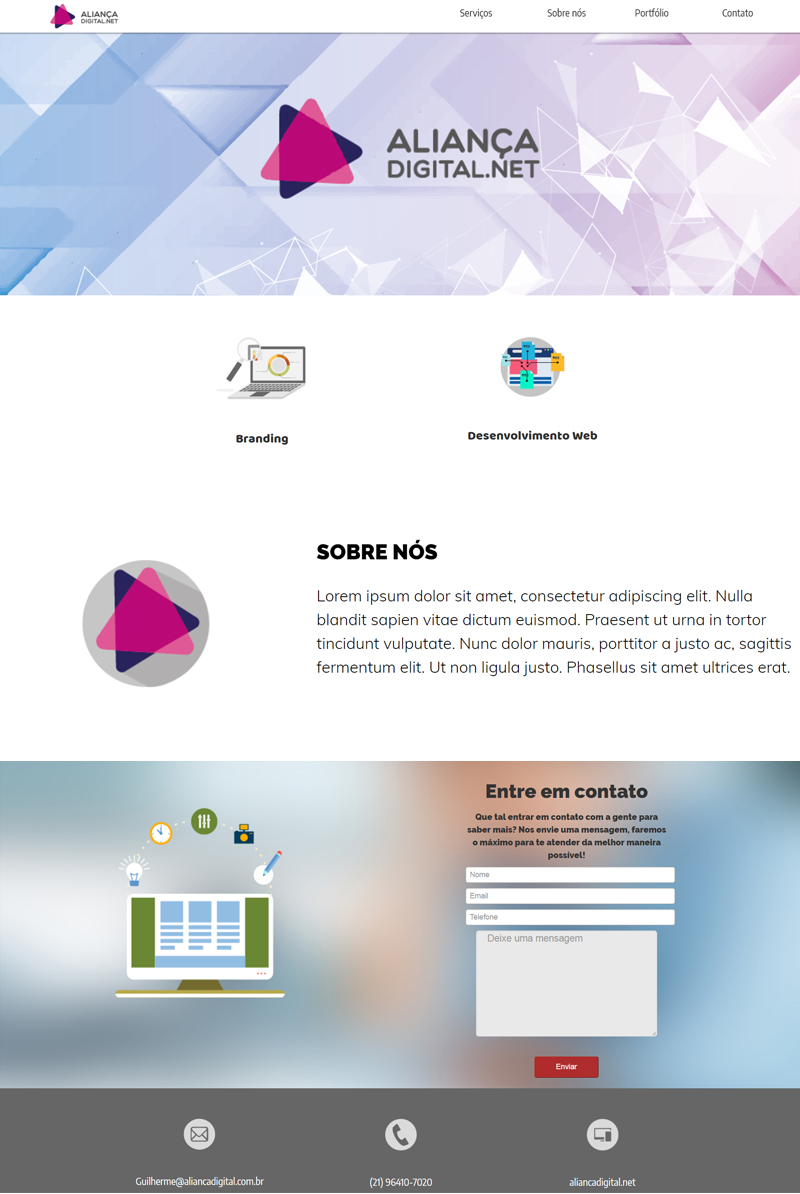 ALIANÇA
DIGITAL.NET
Serviços
Sobre nós
Portfólio
Contato
ALIANÇA
DIGITAL.NET
Branding
Desenvolvimento Web
SOBRE NÓS
Lorem ipsum dolor sit amet, consectetur adipiscing elit. Nulla
blandit sapien vitae dictum euismod. Praesent ut urna in tortor
tincidunt vulputate. Nunc dolor mauris, porttitor a justo ac, sagittis
fermentum elit. Ut non ligula justo. Phasellus sit amet ultrices erat.
Entre em contato
Que tal entrar em contato com a gente para
saber mais? Nos envie uma mensagem, faremos
o máximo para te atender da melhor maneira
possível!
Nome
Email
Telefone
Deixe uma mensagem
Enviar
Guilherme@aliancadigital.com.br
(21) 96410-7020
aliancadigital.net